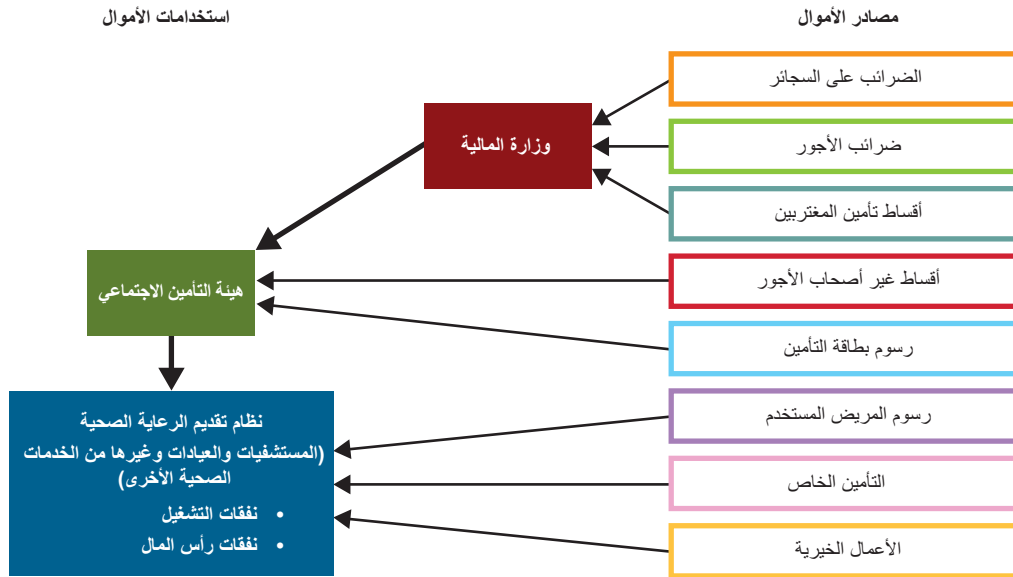 مصادر الأموال
استخدامات الأموال
الضرائب على السجائر
ضرائب الأجور
أقساط تأمين المغتربين
أقساط غير أصحاب الأجور
رسوم بطاقة التأمين
رسوم المريض المستخدم
التأمين الخاص
الأعمال الخيرية
وزارة المالية
هيئة التأمين الاجتماعي
نظام تقديم الرعاية الصحية
(المستشفيات والعيادات وغيرها من الخدمات
الصحية الأخرى)
• نفقات التشغيل
• نفقات رأس المال